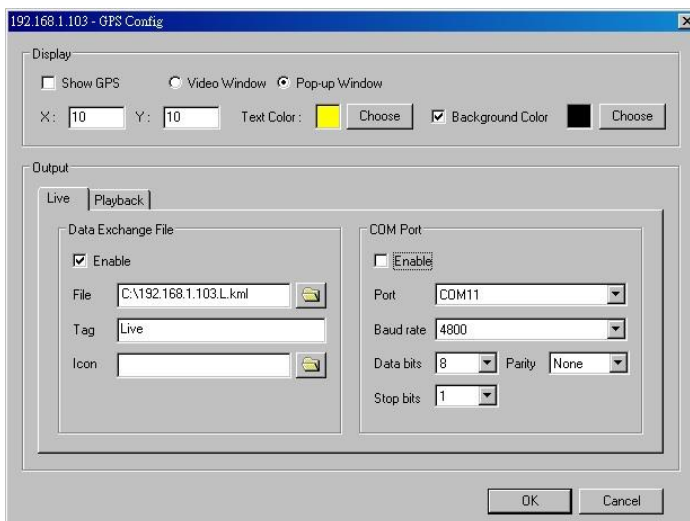 192.168.1.103 - GPS Config
Display
Show GPS Video Window Pop-up Window
X: 10 Y: 10 Text Color: Choose Background Color Choose
Output
Live Playback
Data Exchange File
Enable
File C:\192.168.1.103.L.kml
Tag Live
Icon
COM Port
Enable
Port COM11
Baud rate 4800
Data bits 8 Parity None
Stop bits 1
OK Cancel